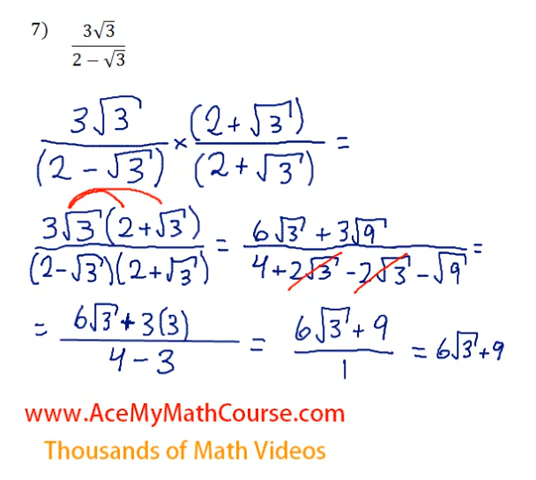 7) 3√3 / 2 − √3
3√3 / (2 − √3) × (2 + √3) / (2 + √3) =
3√3 (2 + √3) / (2 − √3)(2 + √3) = 6√3 + 3√9 / 4 + 2√3 − 2√3 − √9 =
= 6√3 + 3(3) / 4 − 3 = 6√3 + 9 / 1 = 6√3 + 9
www.AceMyMathCourse.com
Thousands of Math Videos